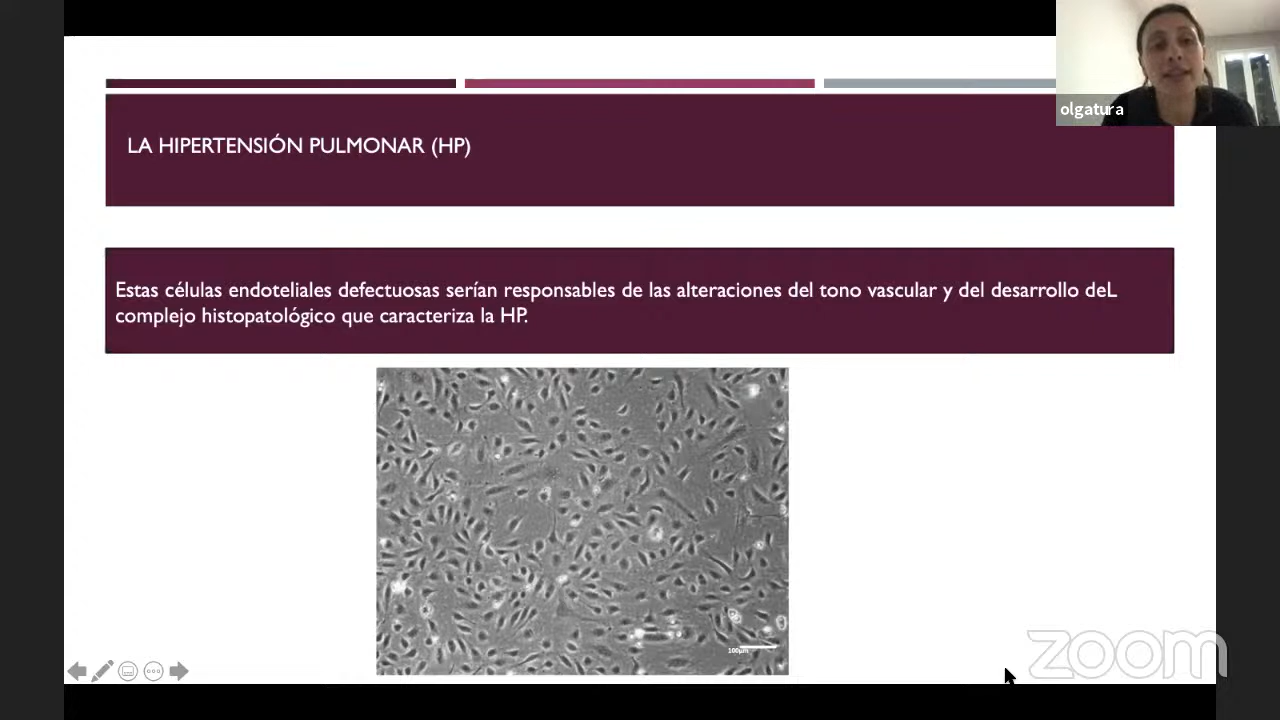 olgatura
LA HIPERTENSIÓN PULMONAR (HP)
Estas células endoteliales defectuosas serían responsables de las alteraciones del tono vascular y del desarrollo deL
complejo histopatológico que caracteriza la HP.
100µm
zoom